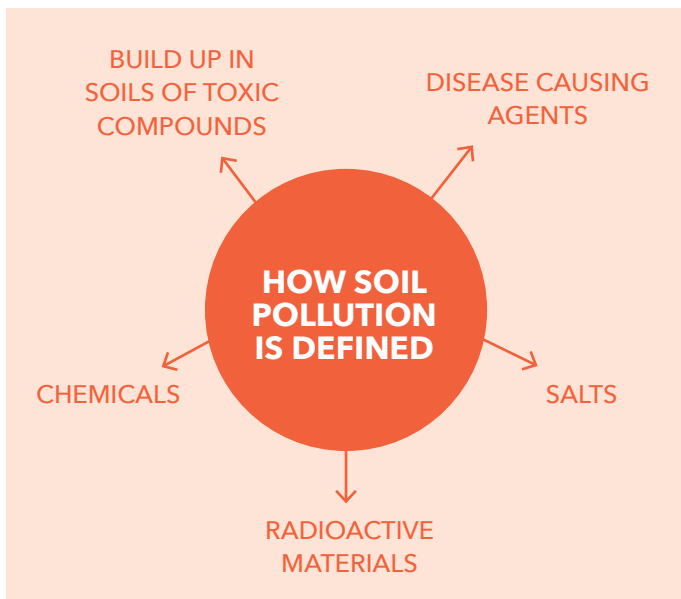 BUILD UP IN
SOILS OF TOXIC
COMPOUNDS
DISEASE CAUSING
AGENTS
HOW SOIL
POLLUTION
IS DEFINED
CHEMICALS
SALTS
RADIOACTIVE
MATERIALS